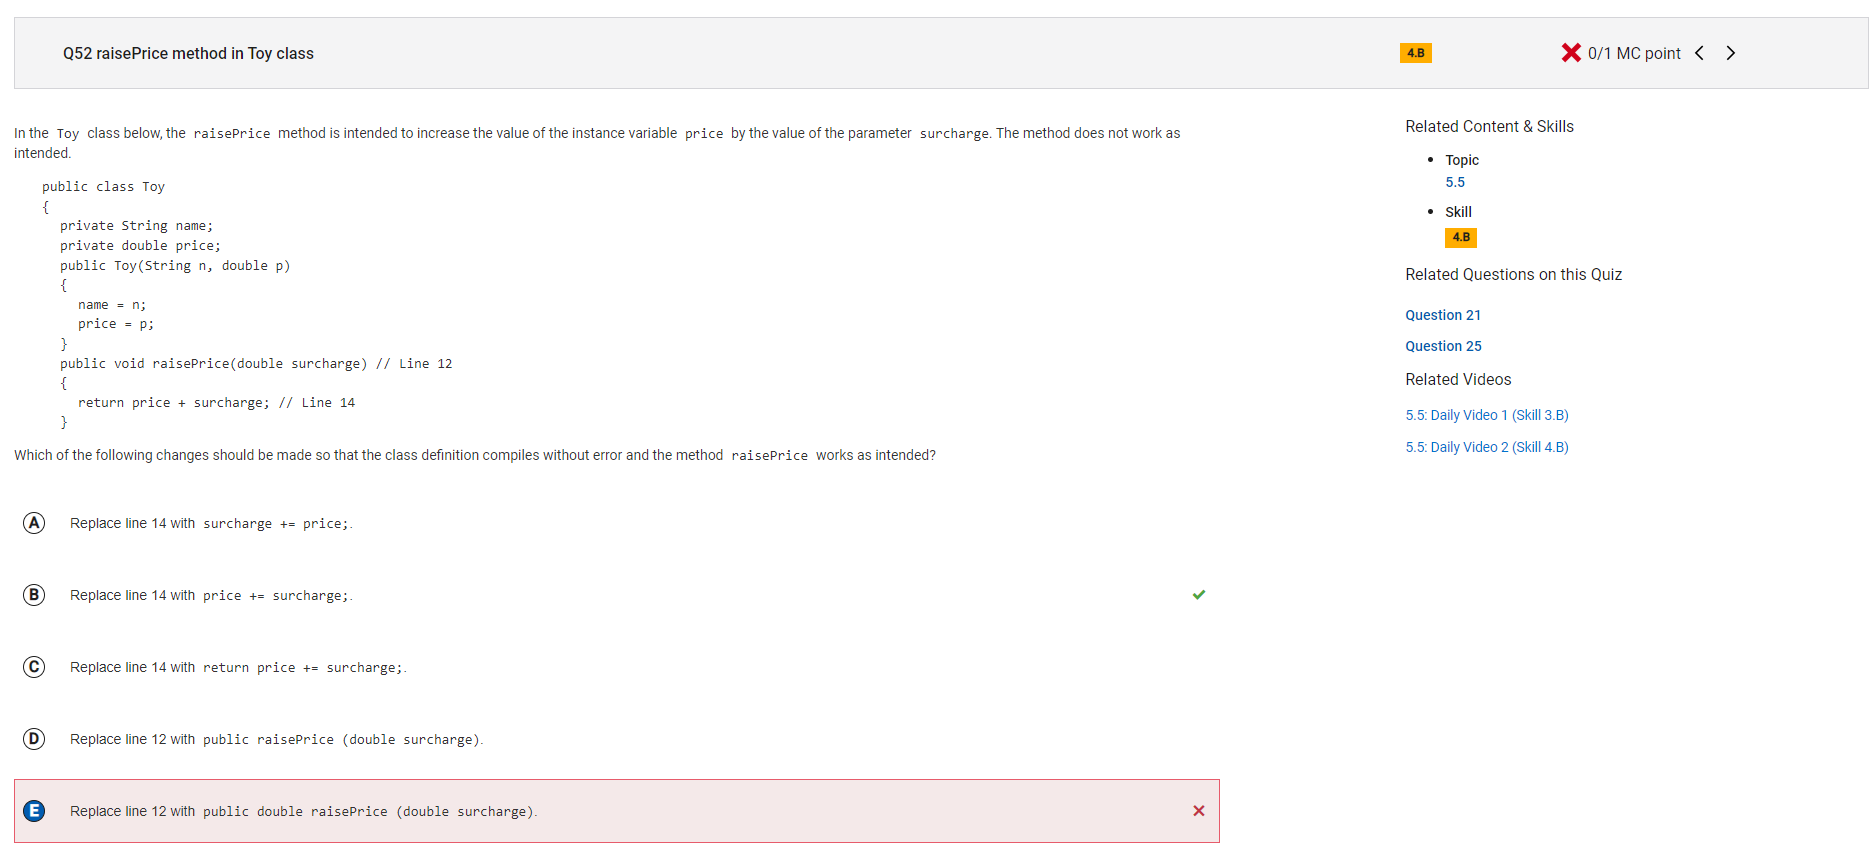 Q52 raisePrice method in Toy class
4.B
0/1 MC point
In the Toy class below, the raisePrice method is intended to increase the value of the instance variable price by the value of the parameter surcharge. The method does not work as
intended.
public class Toy
{
private String name;
private double price;
public Toy(String n, double p)
{
name = n;
price = p;
}
public void raisePrice(double surcharge) // Line 12
{
return price + surcharge; // Line 14
}
Which of the following changes should be made so that the class definition compiles without error and the method raisePrice works as intended?
A Replace line 14 with surcharge += price;.
B Replace line 14 with price += surcharge;.
C Replace line 14 with return price += surcharge;.
D Replace line 12 with public raisePrice (double surcharge).
E Replace line 12 with public double raisePrice (double surcharge).
Related Content & Skills
• Topic
5.5
• Skill
4.B
Related Questions on this Quiz
Question 21
Question 25
Related Videos
5.5: Daily Video 1 (Skill 3.B)
5.5: Daily Video 2 (Skill 4.B)